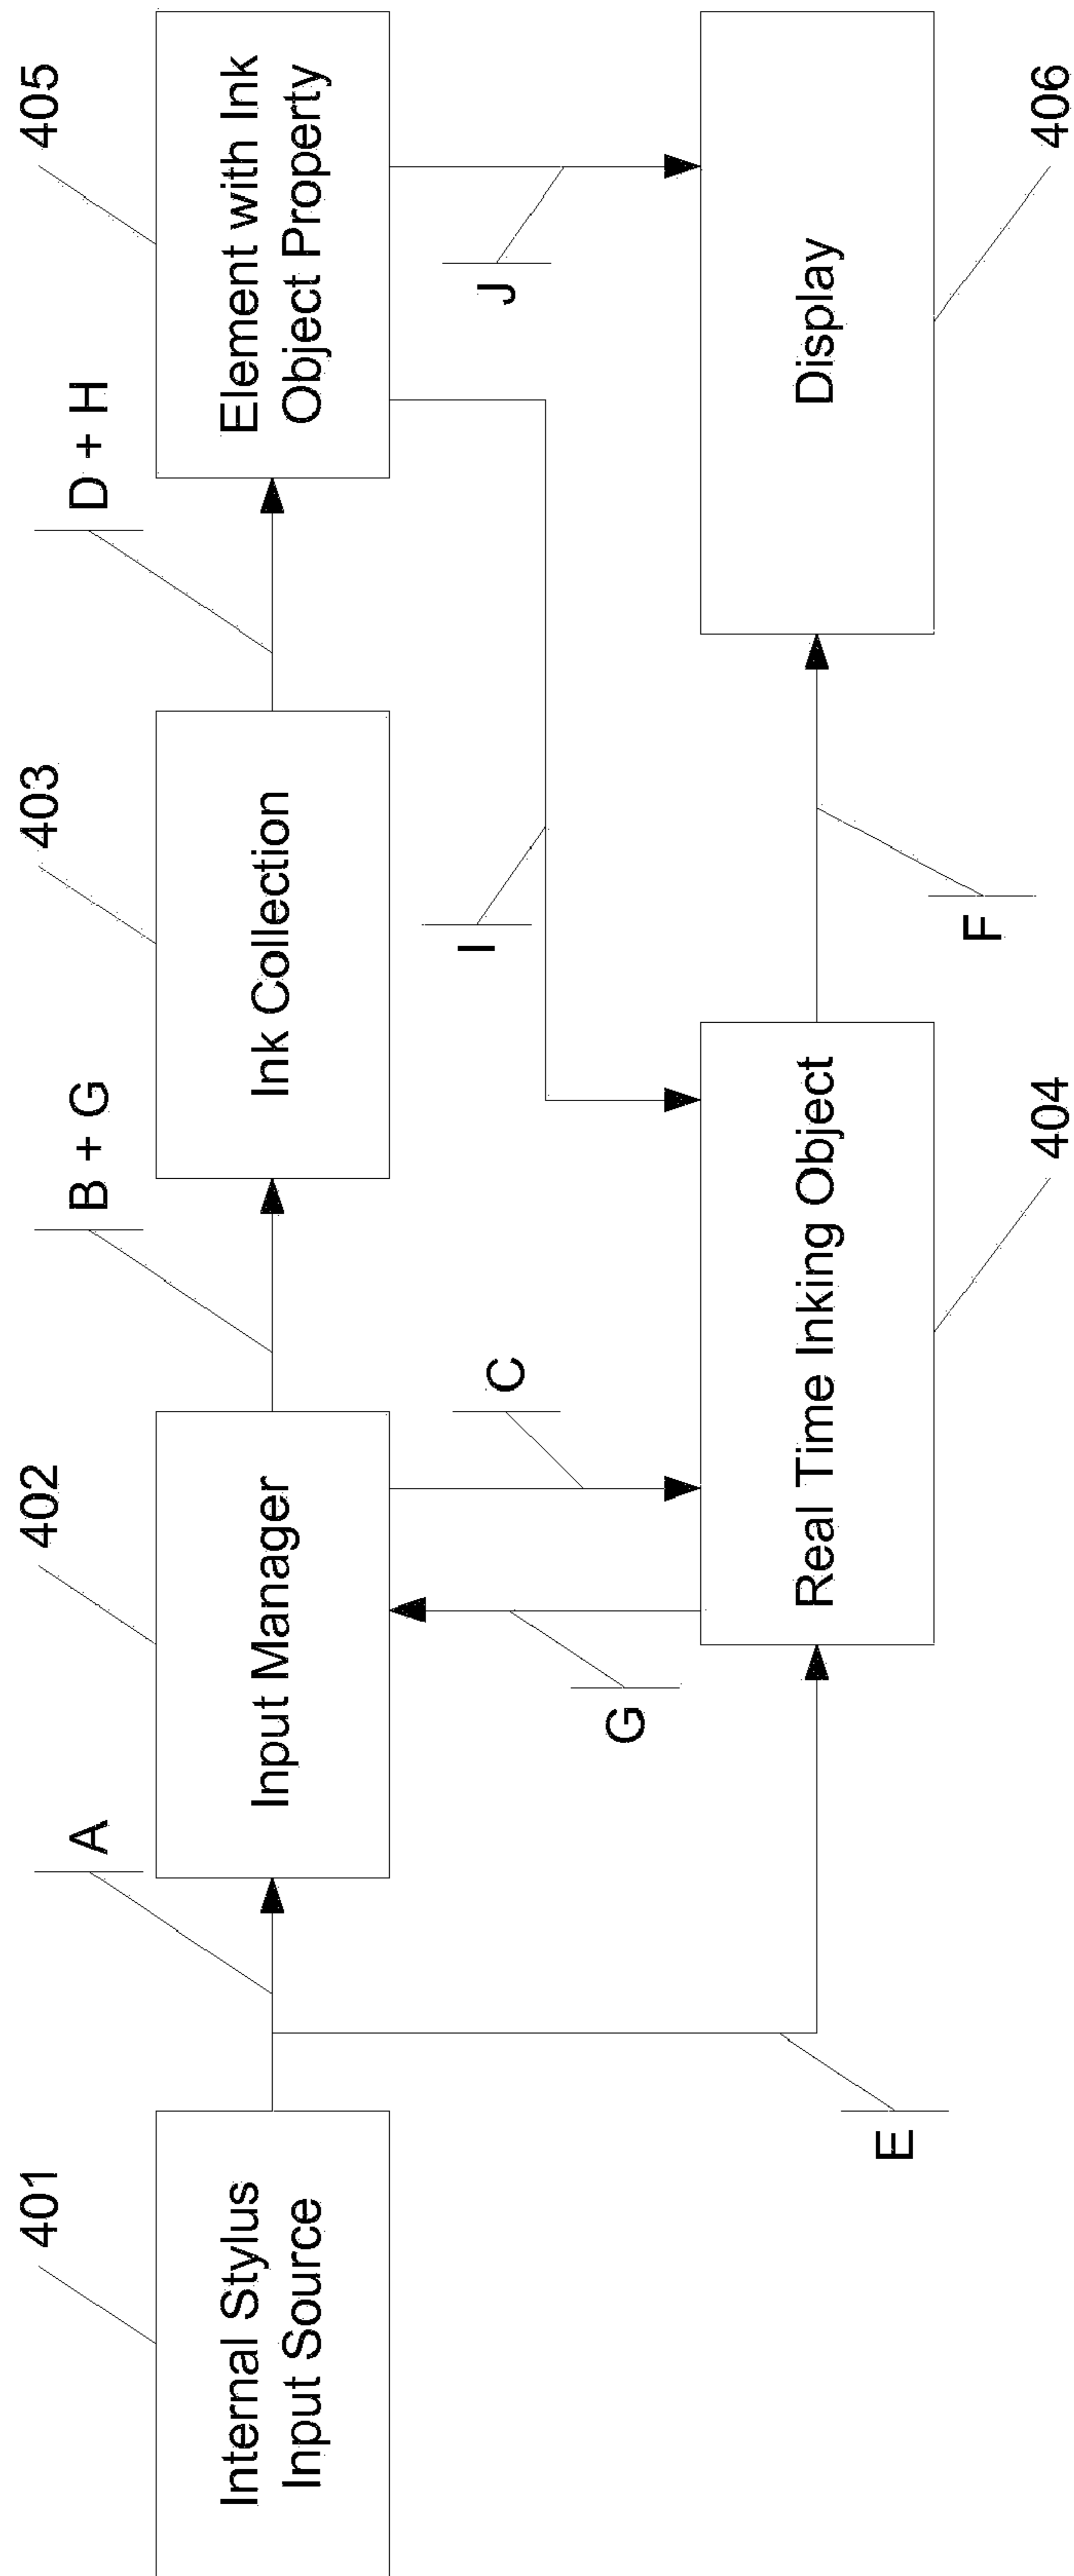 401
Internal Stylus
Input Source
A
402
Input Manager
B + G
403
Ink Collection
D + H
405
Element with Ink
Object Property
G
C
I
J
E
Real Time Inking Object
404
F
Display
406